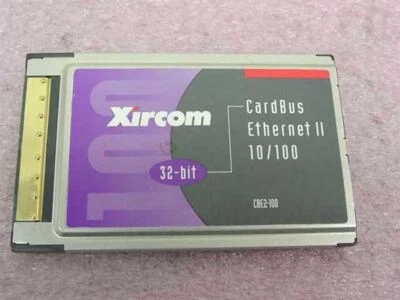 100
Xircom
32-bit
CardBus
Ethernet II
10/100
CBE2-100